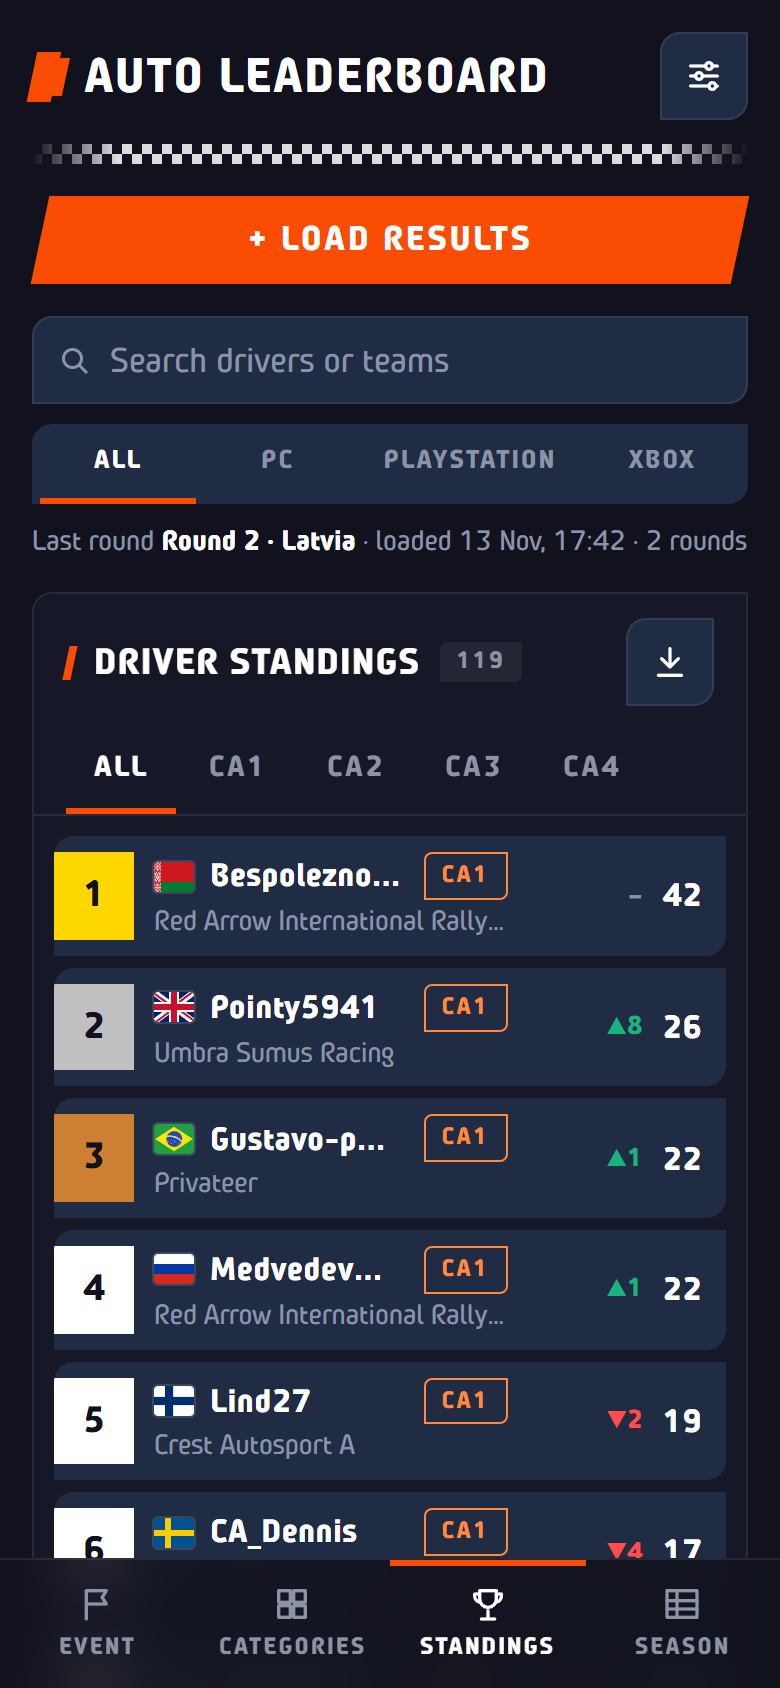 AUTO LEADERBOARD
+ LOAD RESULTS
Search drivers or teams
ALL PC PLAYSTATION XBOX
Last round Round 2 · Latvia · loaded 13 Nov, 17:42 · 2 rounds
DRIVER STANDINGS 119
ALL CA1 CA2 CA3 CA4
1 Bespolezno... CA1 – 42
Red Arrow International Rally...
2 Pointy5941 CA1 ▲8 26
Umbra Sumus Racing
3 Gustavo-p... CA1 ▲1 22
Privateer
4 Medvedev... CA1 ▲1 22
Red Arrow International Rally...
5 Lind27 CA1 ▼2 19
Crest Autosport A
6 CA_Dennis CA1 ▼4 17
EVENT CATEGORIES STANDINGS SEASON